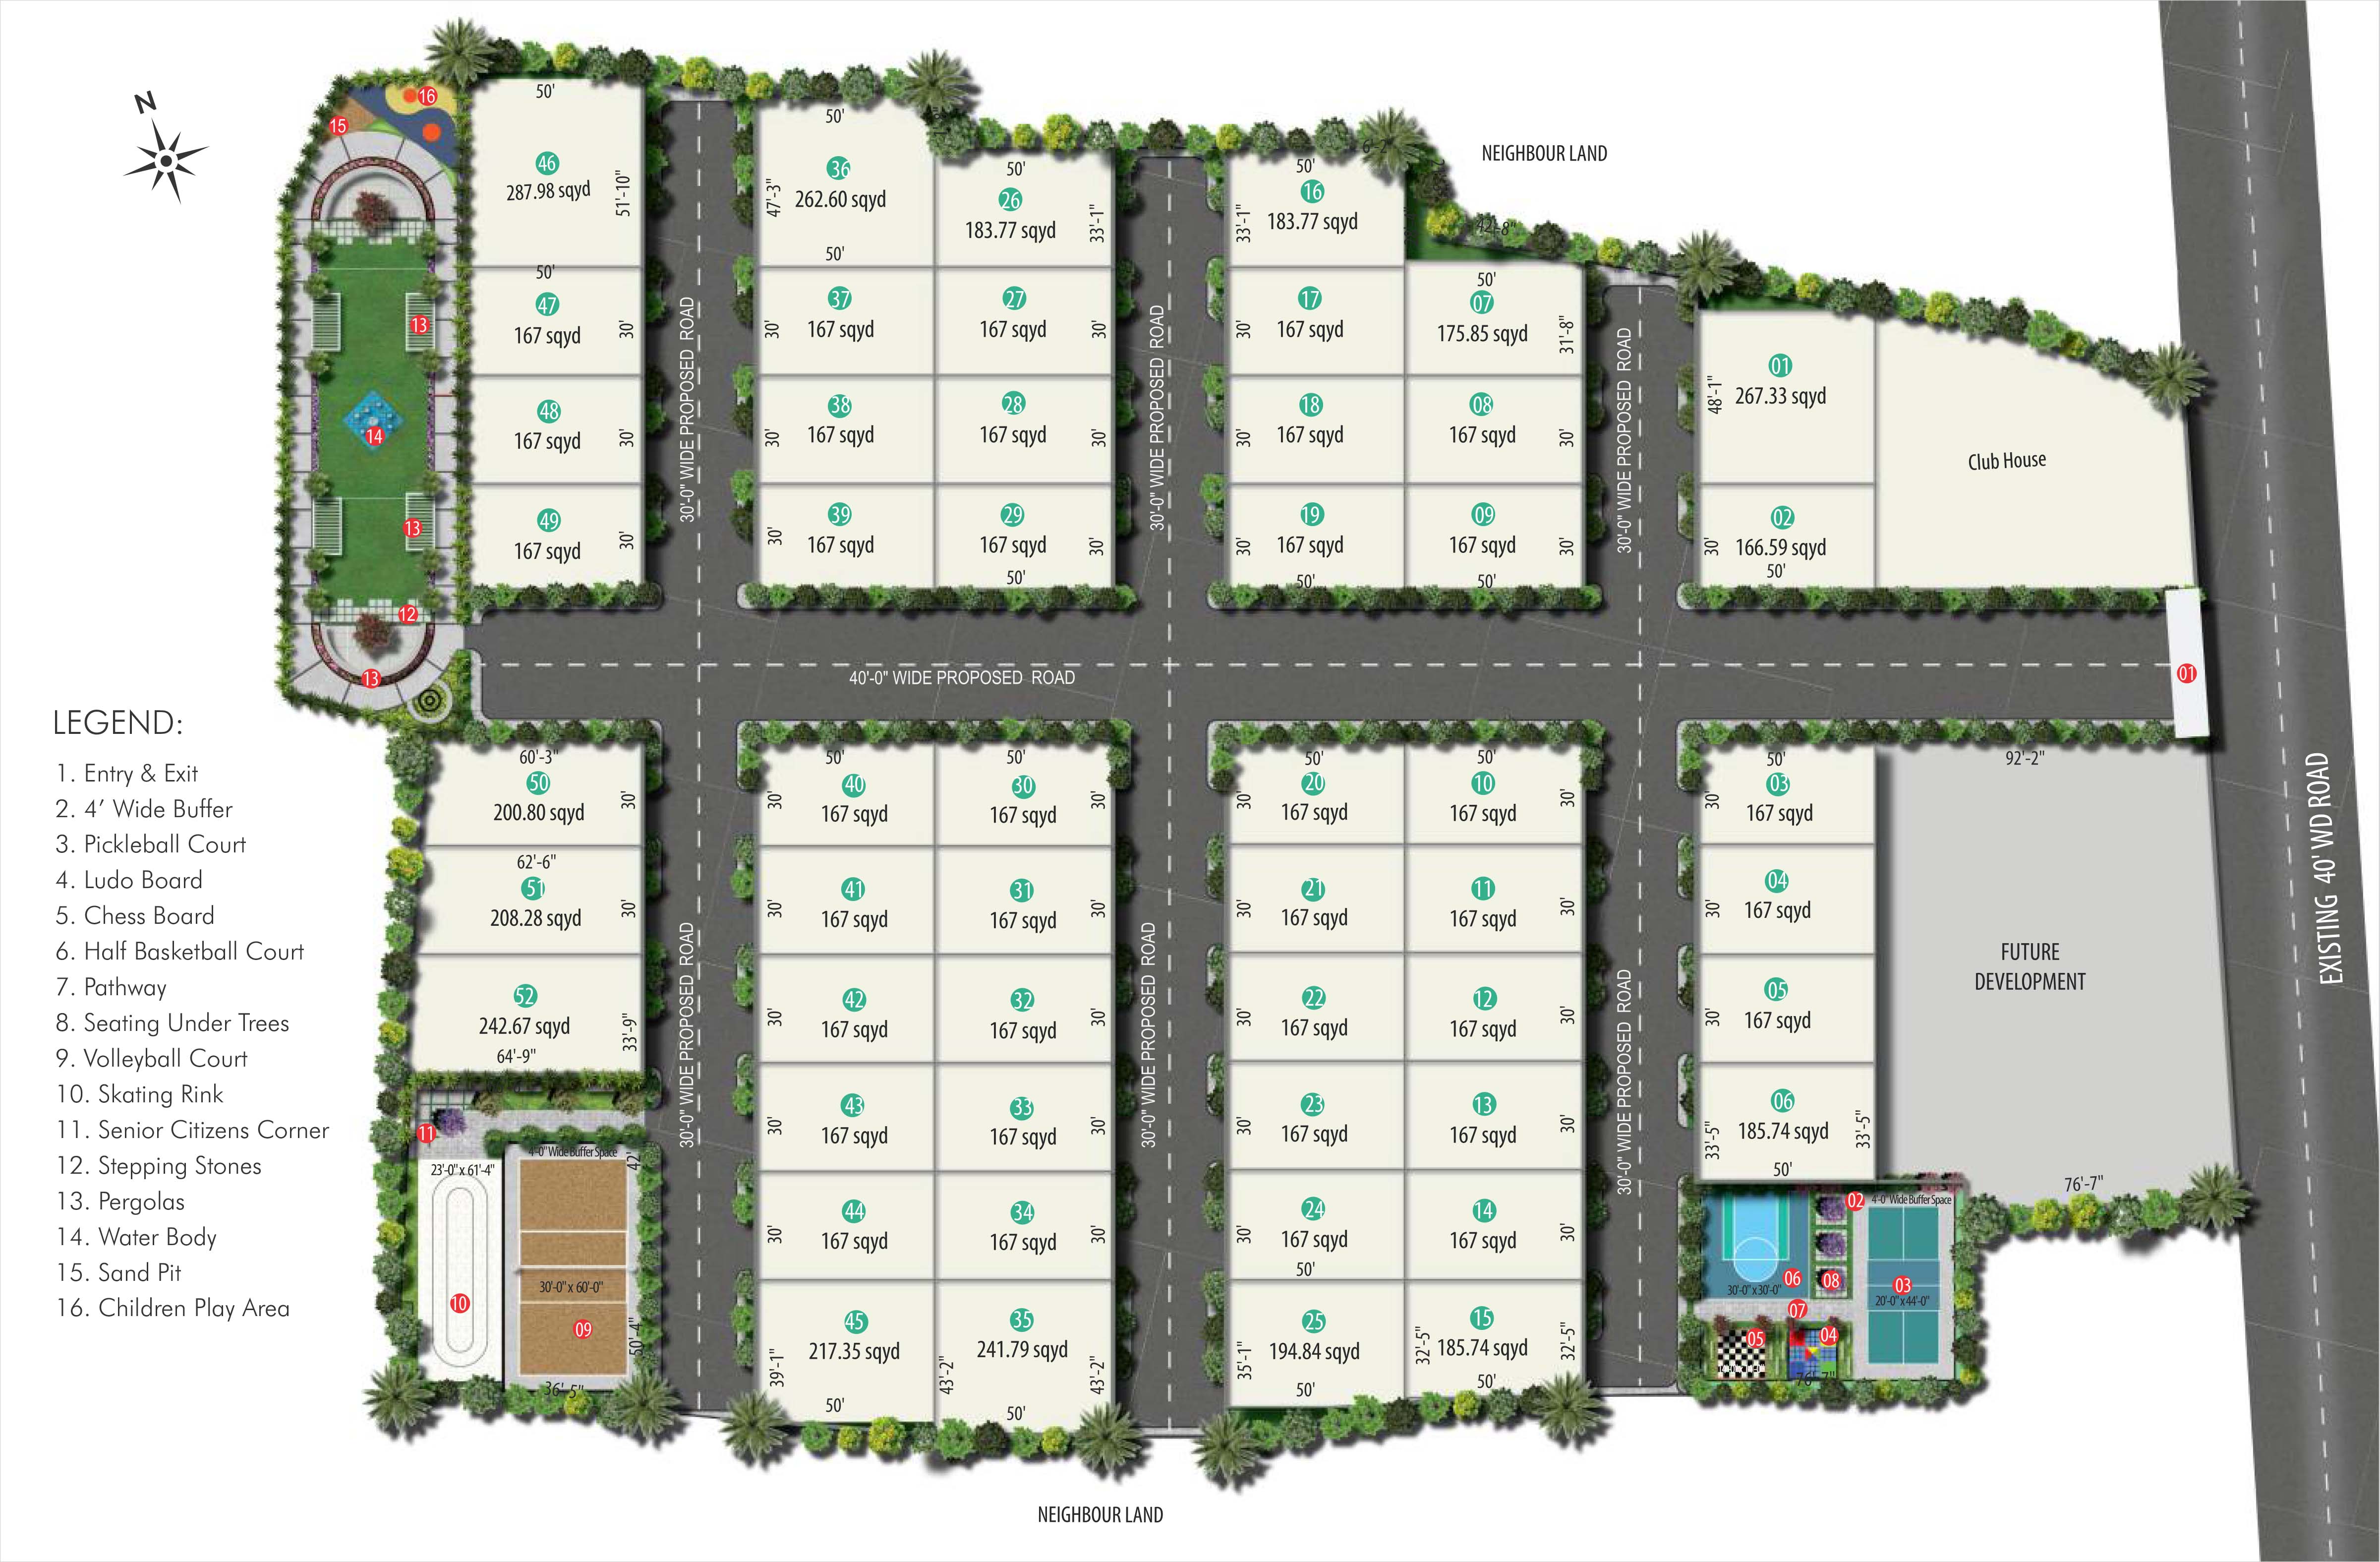 N
16
15
50'
46
287.98 sqyd
51'-10"
50'
47
167 sqyd
30'
48
167 sqyd
30'
49
167 sqyd
30'
13
14
13
12
13
30'-0" WIDE PROPOSED ROAD
50'
36
262.60 sqyd
47'-3"
50'
50'
26
183.77 sqyd
33'-1"
37
167 sqyd
30'
27
167 sqyd
30'
38
167 sqyd
30'
28
167 sqyd
30'
39
167 sqyd
30'
29
167 sqyd
30'
50'
30'-0" WIDE PROPOSED ROAD
NEIGHBOUR LAND
50'
16
183.77 sqyd
33'-1"
6'-2"
42'-8"
17
167 sqyd
30'
50'
07
175.85 sqyd
31'-8"
18
167 sqyd
30'
08
167 sqyd
30'
19
167 sqyd
30'
50'
09
167 sqyd
30'
50'
30'-0" WIDE PROPOSED ROAD
01
267.33 sqyd
48'-1"
02
166.59 sqyd
30'
50'
Club House
40'-0" WIDE PROPOSED ROAD
01
EXISTING 40' WD ROAD
LEGEND:
1. Entry & Exit
2. 4' Wide Buffer
3. Pickleball Court
4. Ludo Board
5. Chess Board
6. Half Basketball Court
7. Pathway
8. Seating Under Trees
9. Volleyball Court
10. Skating Rink
11. Senior Citizens Corner
12. Stepping Stones
13. Pergolas
14. Water Body
15. Sand Pit
16. Children Play Area
60'-3"
50
200.80 sqyd
30'
62'-6"
51
208.28 sqyd
30'
52
242.67 sqyd
33'-9"
64'-9"
11
4'-0" Wide Buffer Space
42'
23'-0" x 61'-4"
10
30'-0" x 60'-0"
09
50'-4"
36'-5"
30'-0" WIDE PROPOSED ROAD
50'
40
167 sqyd
30'
50'
30
167 sqyd
30'
41
167 sqyd
30'
31
167 sqyd
30'
42
167 sqyd
30'
32
167 sqyd
30'
43
167 sqyd
30'
33
167 sqyd
30'
44
167 sqyd
30'
34
167 sqyd
30'
45
217.35 sqyd
39'-1"
50'
35
241.79 sqyd
43'-2"
43'-2"
50'
30'-0" WIDE PROPOSED ROAD
50'
20
167 sqyd
30'
50'
10
167 sqyd
30'
21
167 sqyd
30'
11
167 sqyd
30'
22
167 sqyd
30'
12
167 sqyd
30'
23
167 sqyd
30'
13
167 sqyd
30'
24
167 sqyd
30'
50'
14
167 sqyd
30'
25
194.84 sqyd
35'-1"
50'
15
185.74 sqyd
32'-5"
32'-5"
50'
30'-0" WIDE PROPOSED ROAD
50'
03
167 sqyd
30'
04
167 sqyd
30'
05
167 sqyd
30'
06
185.74 sqyd
33'-5"
33'-5"
50'
92'-2"
FUTURE
DEVELOPMENT
76'-7"
02
4'-0" Wide Buffer Space
06
30'-0" x 30'-0"
08
03
20'-0" x 44'-0"
07
05
04
76'-7"
NEIGHBOUR LAND